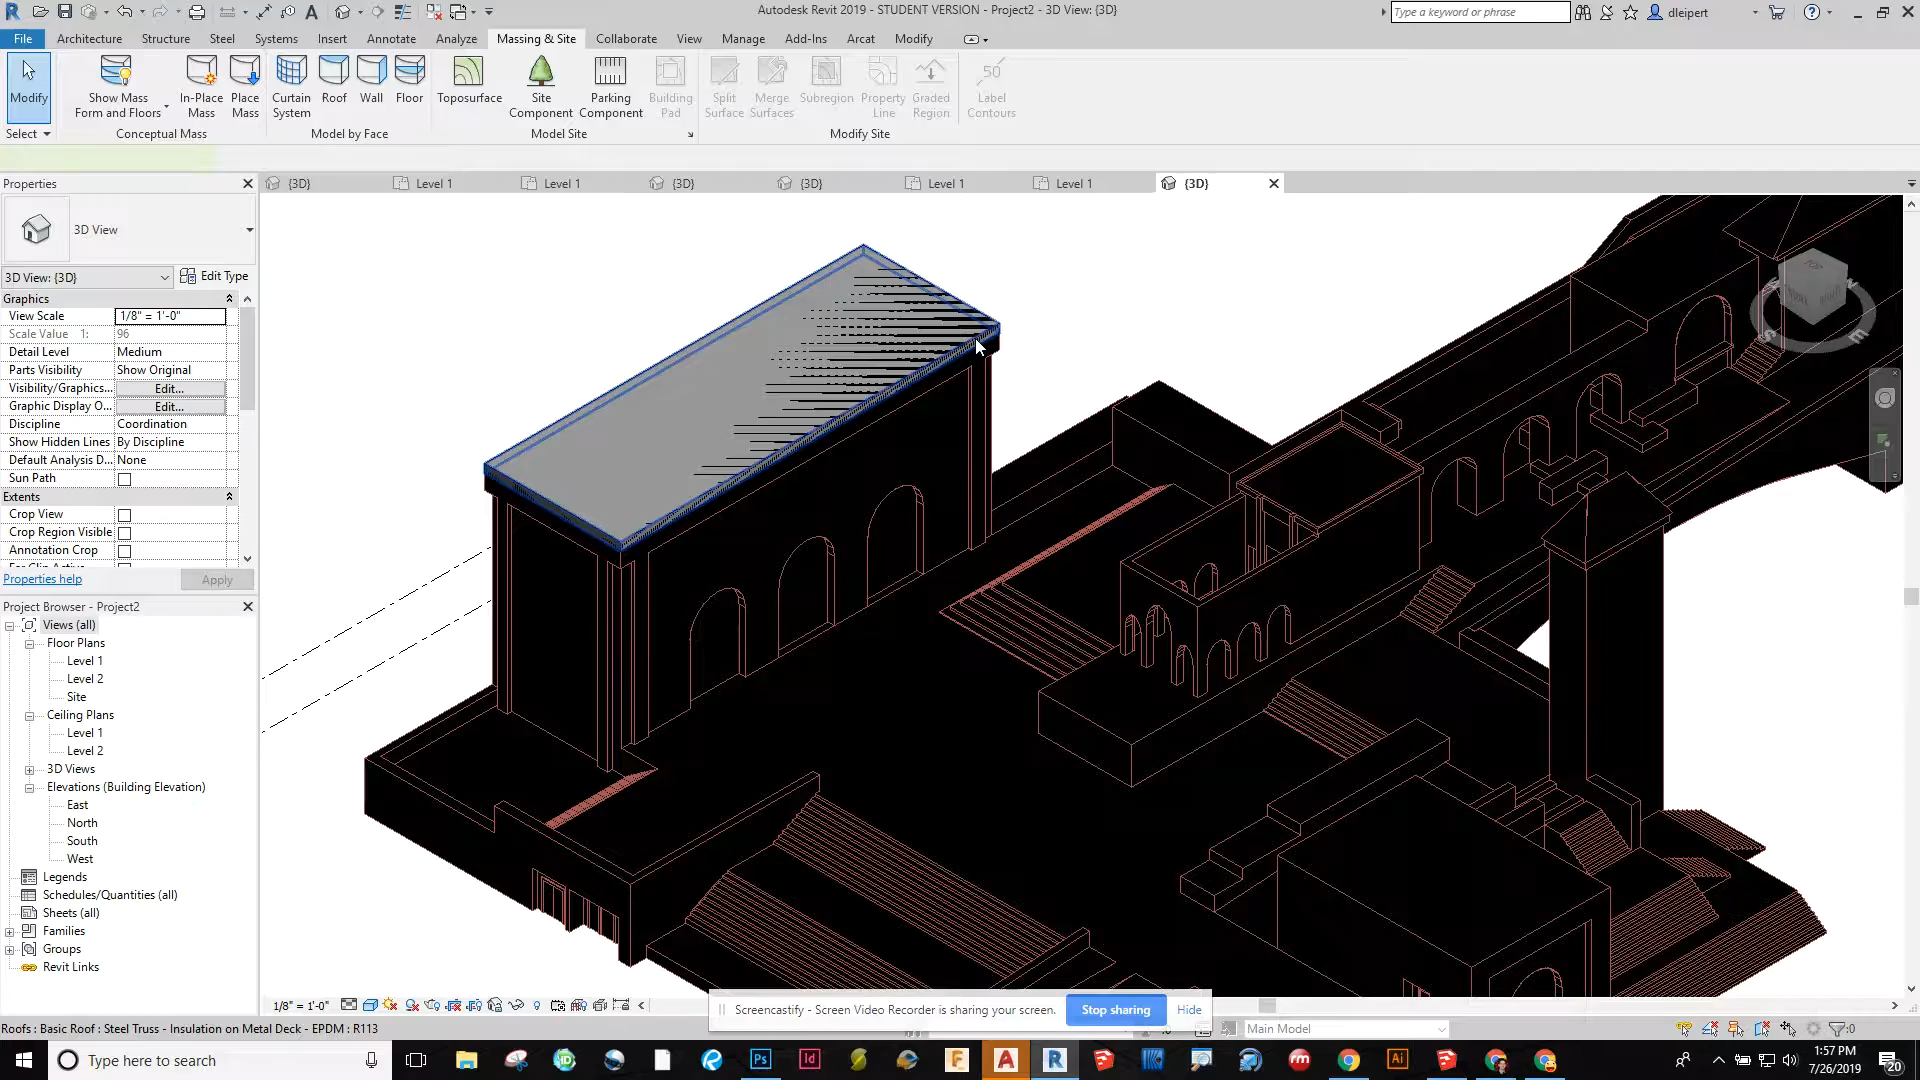 Autodesk Revit 2019 - STUDENT VERSION - Project2 - 3D View: {3D}
Type a keyword or phrase
dleipert
File
Architecture
Structure
Steel
Systems
Insert
Annotate
Analyze
Massing & Site
Collaborate
View
Manage
Add-Ins
Arcat
Modify
Modify
Show Mass
Form and Floors
In-Place
Mass
Place
Mass
Curtain
System
Roof
Wall
Floor
Toposurface
Site
Component
Parking
Component
Building
Pad
Split
Surface
Merge
Surfaces
Subregion
Property
Line
Graded
Region
50
Label
Contours
Select
Conceptual Mass
Model by Face
Model Site
Modify Site
Properties
{3D}
Level 1
Level 1
{3D}
{3D}
Level 1
Level 1
{3D}
3D View
3D View: {3D}
Edit Type
Graphics
View Scale 1/8" = 1'-0"
Scale Value 1: 96
Detail Level Medium
Parts Visibility Show Original
Visibility/Graphics... Edit...
Graphic Display O... Edit...
Discipline Coordination
Show Hidden Lines By Discipline
Default Analysis D... None
Sun Path
Extents
Crop View
Crop Region Visible
Annotation Crop
Properties help
Apply
Project Browser - Project2
Views (all)
Floor Plans
Level 1
Level 2
Site
Ceiling Plans
Level 1
Level 2
3D Views
Elevations (Building Elevation)
East
North
South
West
Legends
Schedules/Quantities (all)
Sheets (all)
Families
Groups
Revit Links
1/8" = 1'-0"
Screencastify - Screen Video Recorder is sharing your screen.
Stop sharing
Hide
Roofs : Basic Roof : Steel Truss - Insulation on Metal Deck - EPDM : R113
Main Model
:0
Type here to search
1:57 PM
7/26/2019
20